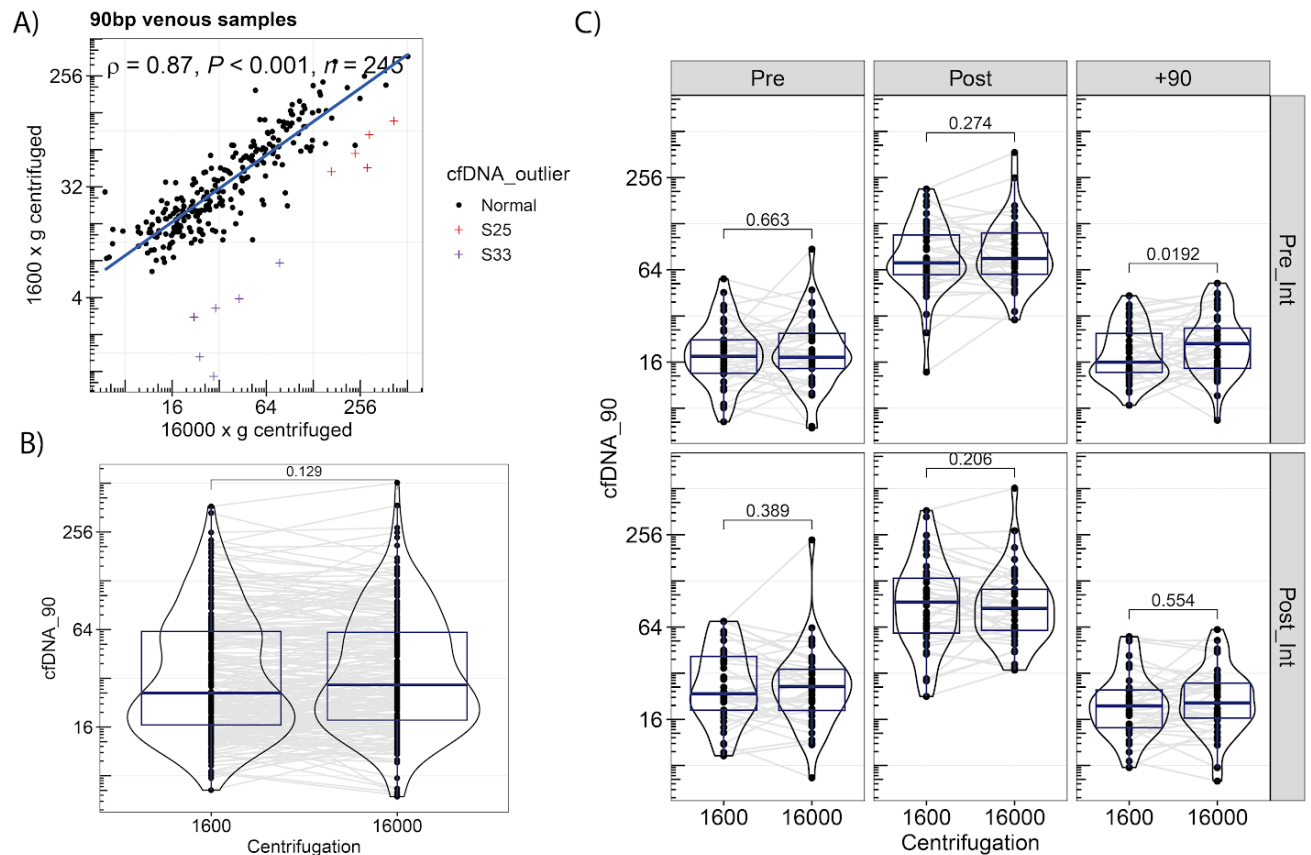 A)
90bp venous samples
ρ = 0.87, P < 0.001, n = 245
256
32
4
1600 x g centrifuged
16
64
256
16000 x g centrifuged
cfDNA_outlier
Normal
S25
S33
B)
0.129
256
64
16
cfDNA_90
1600
16000
Centrifugation
C)
Pre
Post
+90
Pre_Int
Post_Int
0.663
0.274
0.0192
256
64
16
0.389
0.206
0.554
256
64
16
cfDNA_90
1600
16000
1600
16000
1600
16000
Centrifugation